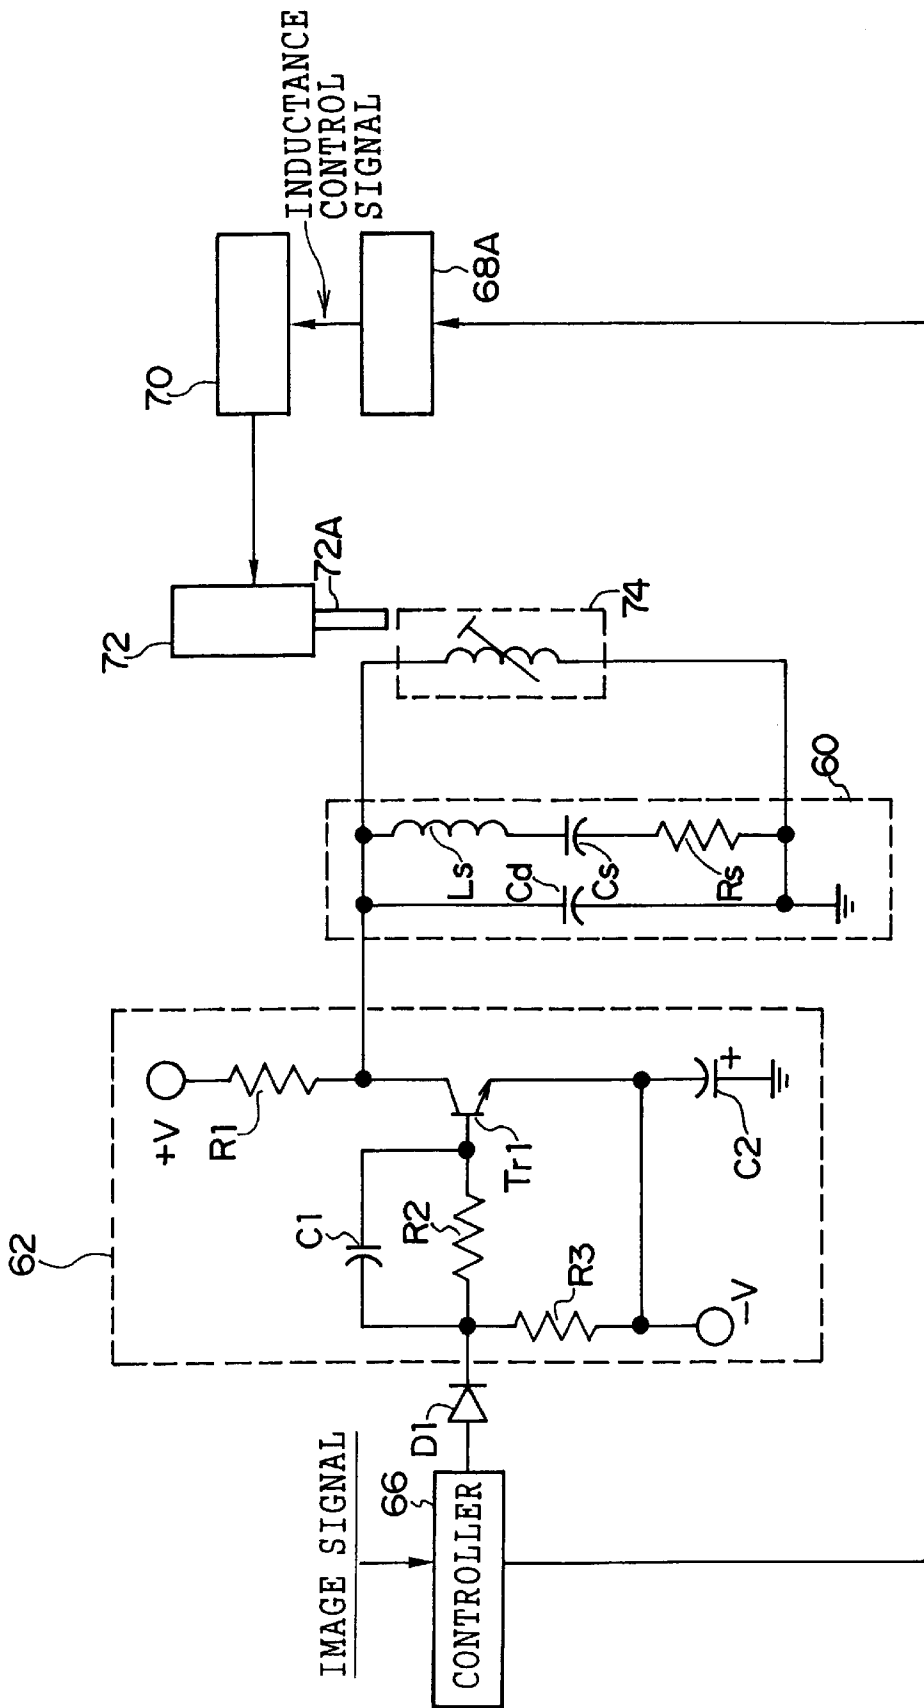 62
+V
R1
C1
R2
Tr1
R3
C2
+
-V
D1
IMAGE SIGNAL
66
CONTROLLER
60
Ls
Cd
Cs
Rs
72
72A
74
70
INDUCTANCE
CONTROL
SIGNAL
68A